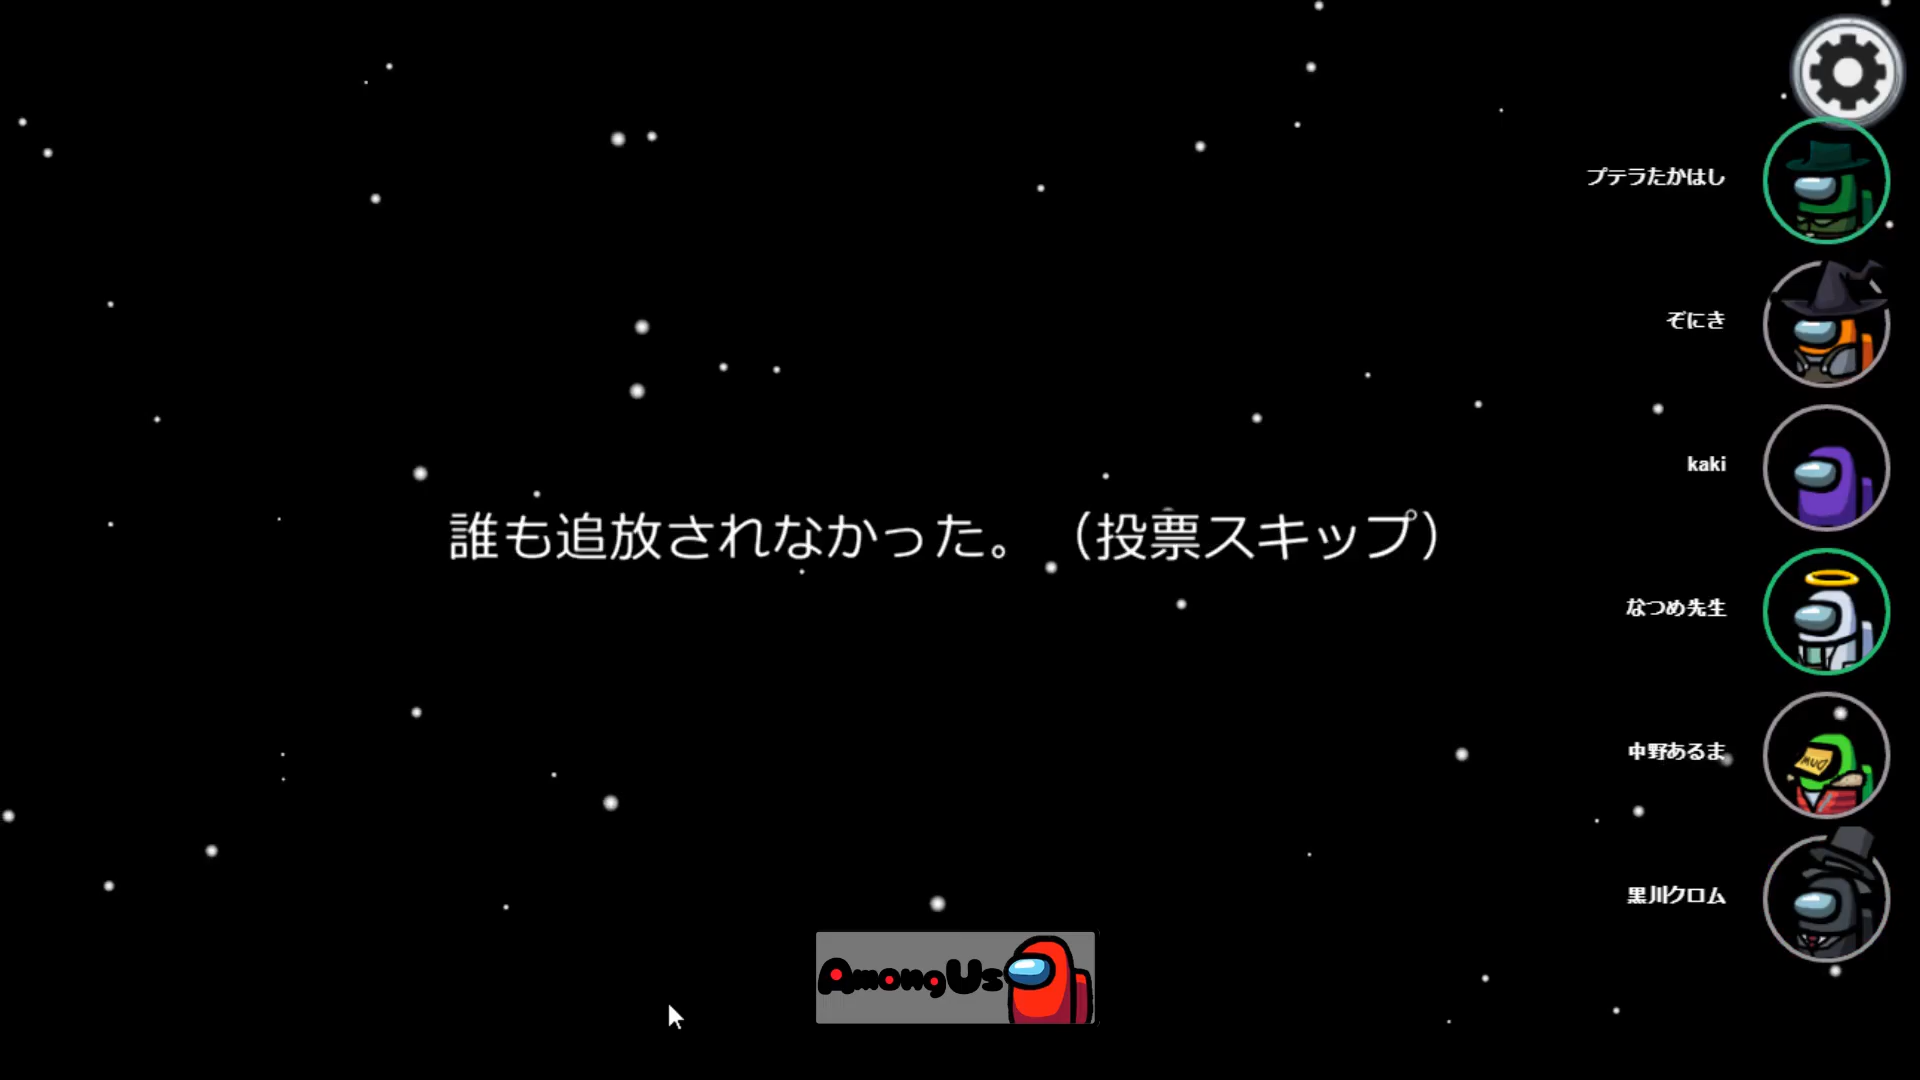 プテラたかはし
ぞにき
kaki
誰も追放されなかった。（投票スキップ）
なつめ先生
中野あるま
MUD
黒川クロム
AmongUs